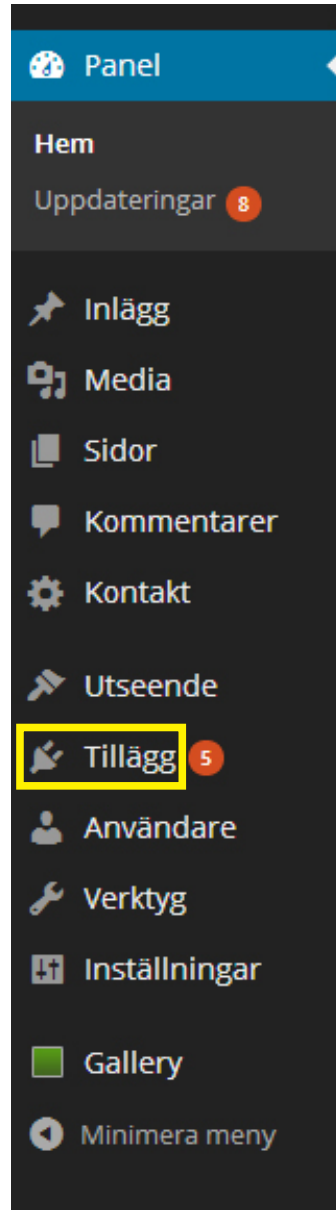 Panel
Hem
Uppdateringar 8
Inlägg
Media
Sidor
Kommentarer
Kontakt
Utseende
Tillägg 5
Användare
Verktyg
Inställningar
Gallery
Minimera meny